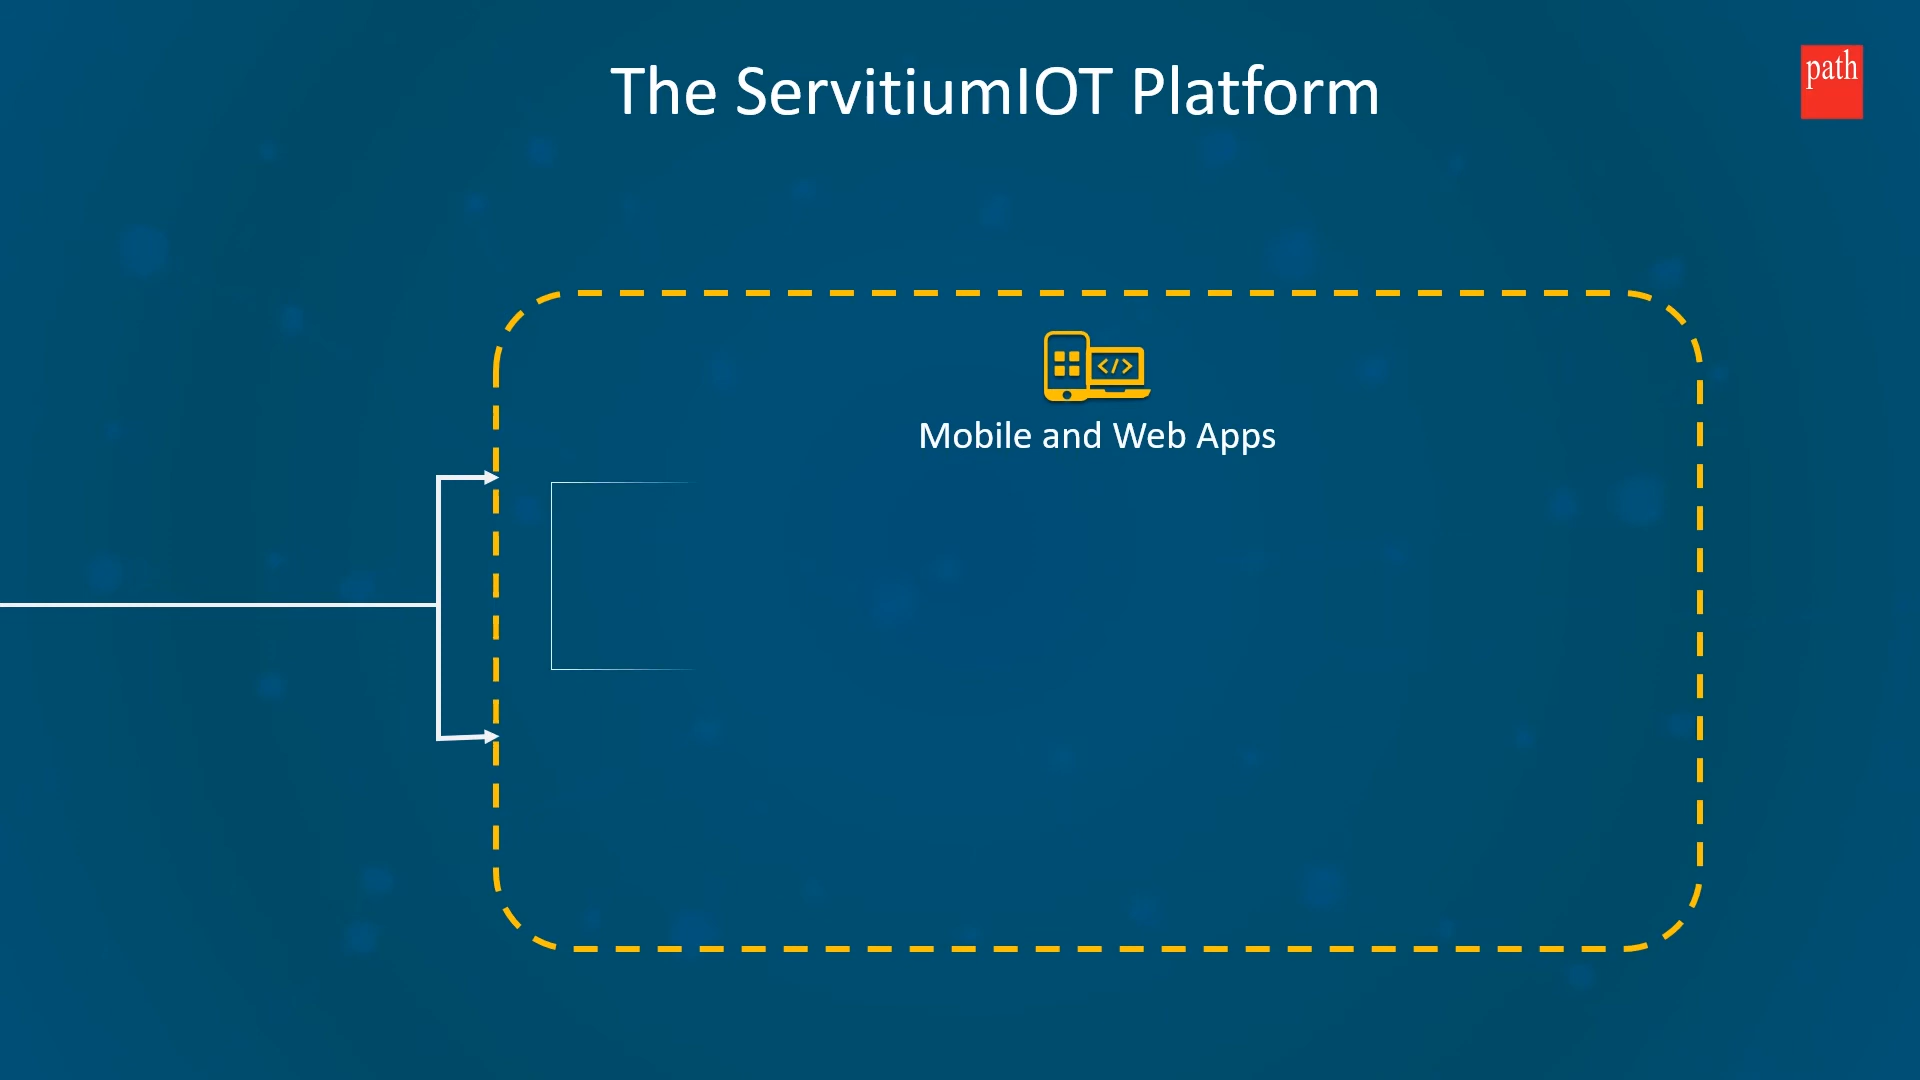 The ServitiumIOT Platform
path
</>
Mobile and Web Apps